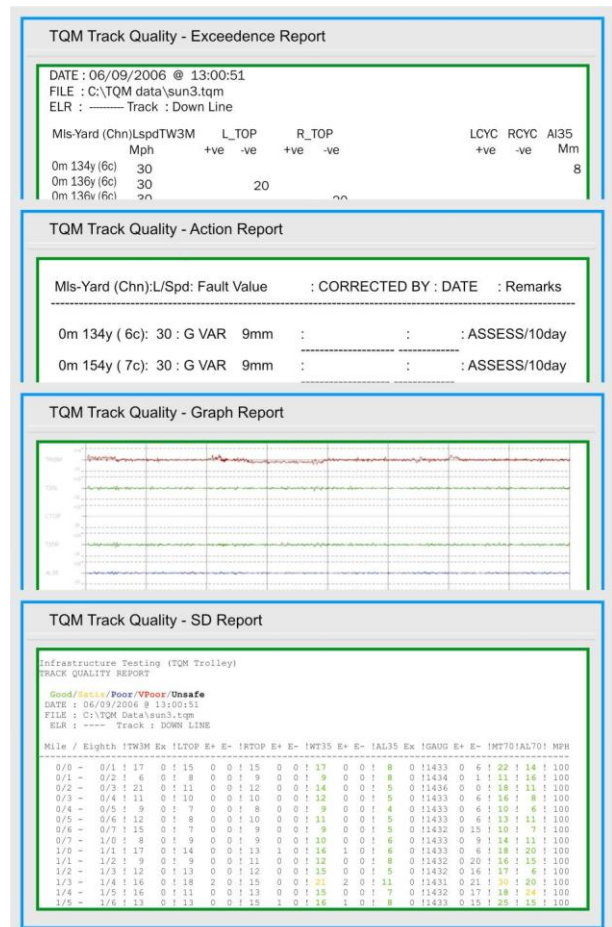 TQM Track Quality - Exceedence Report
DATE : 06/09/2006 @ 13:00:51
FILE : C:\TQM data\sun3.tqm
ELR : ---------- Track : Down Line
Mls-Yard (Chn)LspdTW3M L_TOP R_TOP LCYC RCYC Al35
Mph +ve -ve +ve -ve +ve -ve Mm
0m 134y (6c) 30 8
0m 136y (6c) 30 20
0m 136y (6c) 30 20
TQM Track Quality - Action Report
Mls-Yard (Chn):L/Spd: Fault Value : CORRECTED BY : DATE : Remarks
0m 134y ( 6c): 30 : G VAR 9mm : : : ASSESS/10day
0m 154y ( 7c): 30 : G VAR 9mm : : : ASSESS/10day
TQM Track Quality - Graph Report
TQM Track Quality - SD Report
Infrastructure Testing (TQM Trolley)
TRACK QUALITY REPORT
Good/Satis/Poor/VPoor/Unsafe
DATE : 06/09/2006 @ 13:00:51
FILE : C:\TQM Data\sun3.tqm
ELR : ---- Track : DOWN LINE
Mile / Eighth !TW3M Ex !LTOP E+ E- !RTOP E+ E- !WT35 E+ E- !AL35 Ex !GAUG E+ E- !MT70!AL70! MPH
0/0 - 0/1 ! 17 0 ! 15 0 0 ! 15 0 0 ! 17 0 0 ! 8 0 !1433 0 6 ! 22 ! 14 ! 100
0/1 - 0/2 ! 6 0 ! 8 0 0 ! 9 0 0 ! 9 0 0 ! 8 0 !1434 0 1 ! 11 ! 16 ! 100
0/2 - 0/3 ! 21 0 ! 11 0 0 ! 12 0 0 ! 14 0 0 ! 5 0 !1436 0 0 ! 18 ! 11 ! 100
0/3 - 0/4 ! 11 0 ! 10 0 0 ! 10 0 0 ! 12 0 0 ! 5 0 !1433 0 6 ! 16 ! 8 ! 100
0/4 - 0/5 ! 9 0 ! 7 0 0 ! 8 0 0 ! 9 0 0 ! 4 0 !1433 0 6 ! 10 ! 6 ! 100
0/5 - 0/6 ! 12 0 ! 8 0 0 ! 10 0 0 ! 11 0 0 ! 5 0 !1433 0 6 ! 13 ! 11 ! 100
0/6 - 0/7 ! 15 0 ! 7 0 0 ! 9 0 0 ! 9 0 0 ! 5 0 !1432 0 15 ! 10 ! 7 ! 100
0/7 - 1/0 ! 8 0 ! 9 0 0 ! 9 0 0 ! 10 0 0 ! 6 0 !1433 0 9 ! 14 ! 11 ! 100
1/0 - 1/1 ! 17 0 ! 14 0 0 ! 13 1 0 ! 16 1 0 ! 6 0 !1433 0 6 ! 18 ! 20 ! 100
1/1 - 1/2 ! 9 0 ! 9 0 0 ! 11 0 0 ! 12 0 0 ! 8 0 !1432 0 20 ! 16 ! 15 ! 100
1/2 - 1/3 ! 12 0 ! 13 0 0 ! 12 0 0 ! 15 0 0 ! 5 0 !1432 0 16 ! 17 ! 6 ! 100
1/3 - 1/4 ! 16 0 ! 18 2 0 ! 15 0 0 ! 21 2 0 ! 11 0 !1431 0 21 ! 30 ! 20 ! 100
1/4 - 1/5 ! 16 0 ! 11 0 0 ! 13 0 0 ! 15 0 0 ! 7 0 !1432 0 17 ! 18 ! 24 ! 100
1/5 - 1/6 ! 13 0 ! 13 0 0 ! 15 1 0 ! 16 1 0 ! 8 0 !1433 0 15 ! 25 ! 15 ! 100